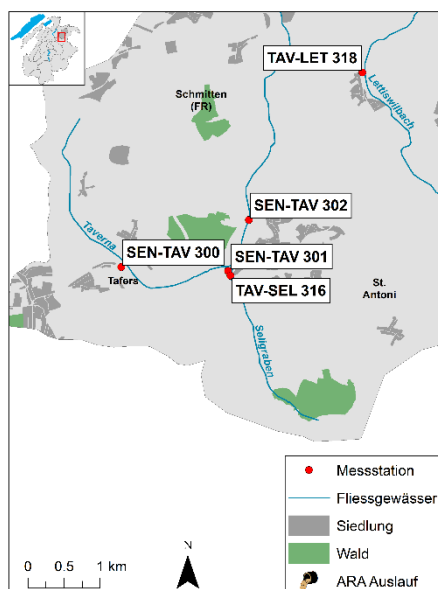 TAV-LET 318
Lettiswilbach
Schmitten
(FR)
SEN-TAV 302
Taverna
SEN-TAV 300
SEN-TAV 301
Tafers
TAV-SEL 316
St.
Antoni
Seligraben
Messstation
Fliessgewässer
Siedlung
Wald
ARA Auslauf
N
0 0.5 1 km